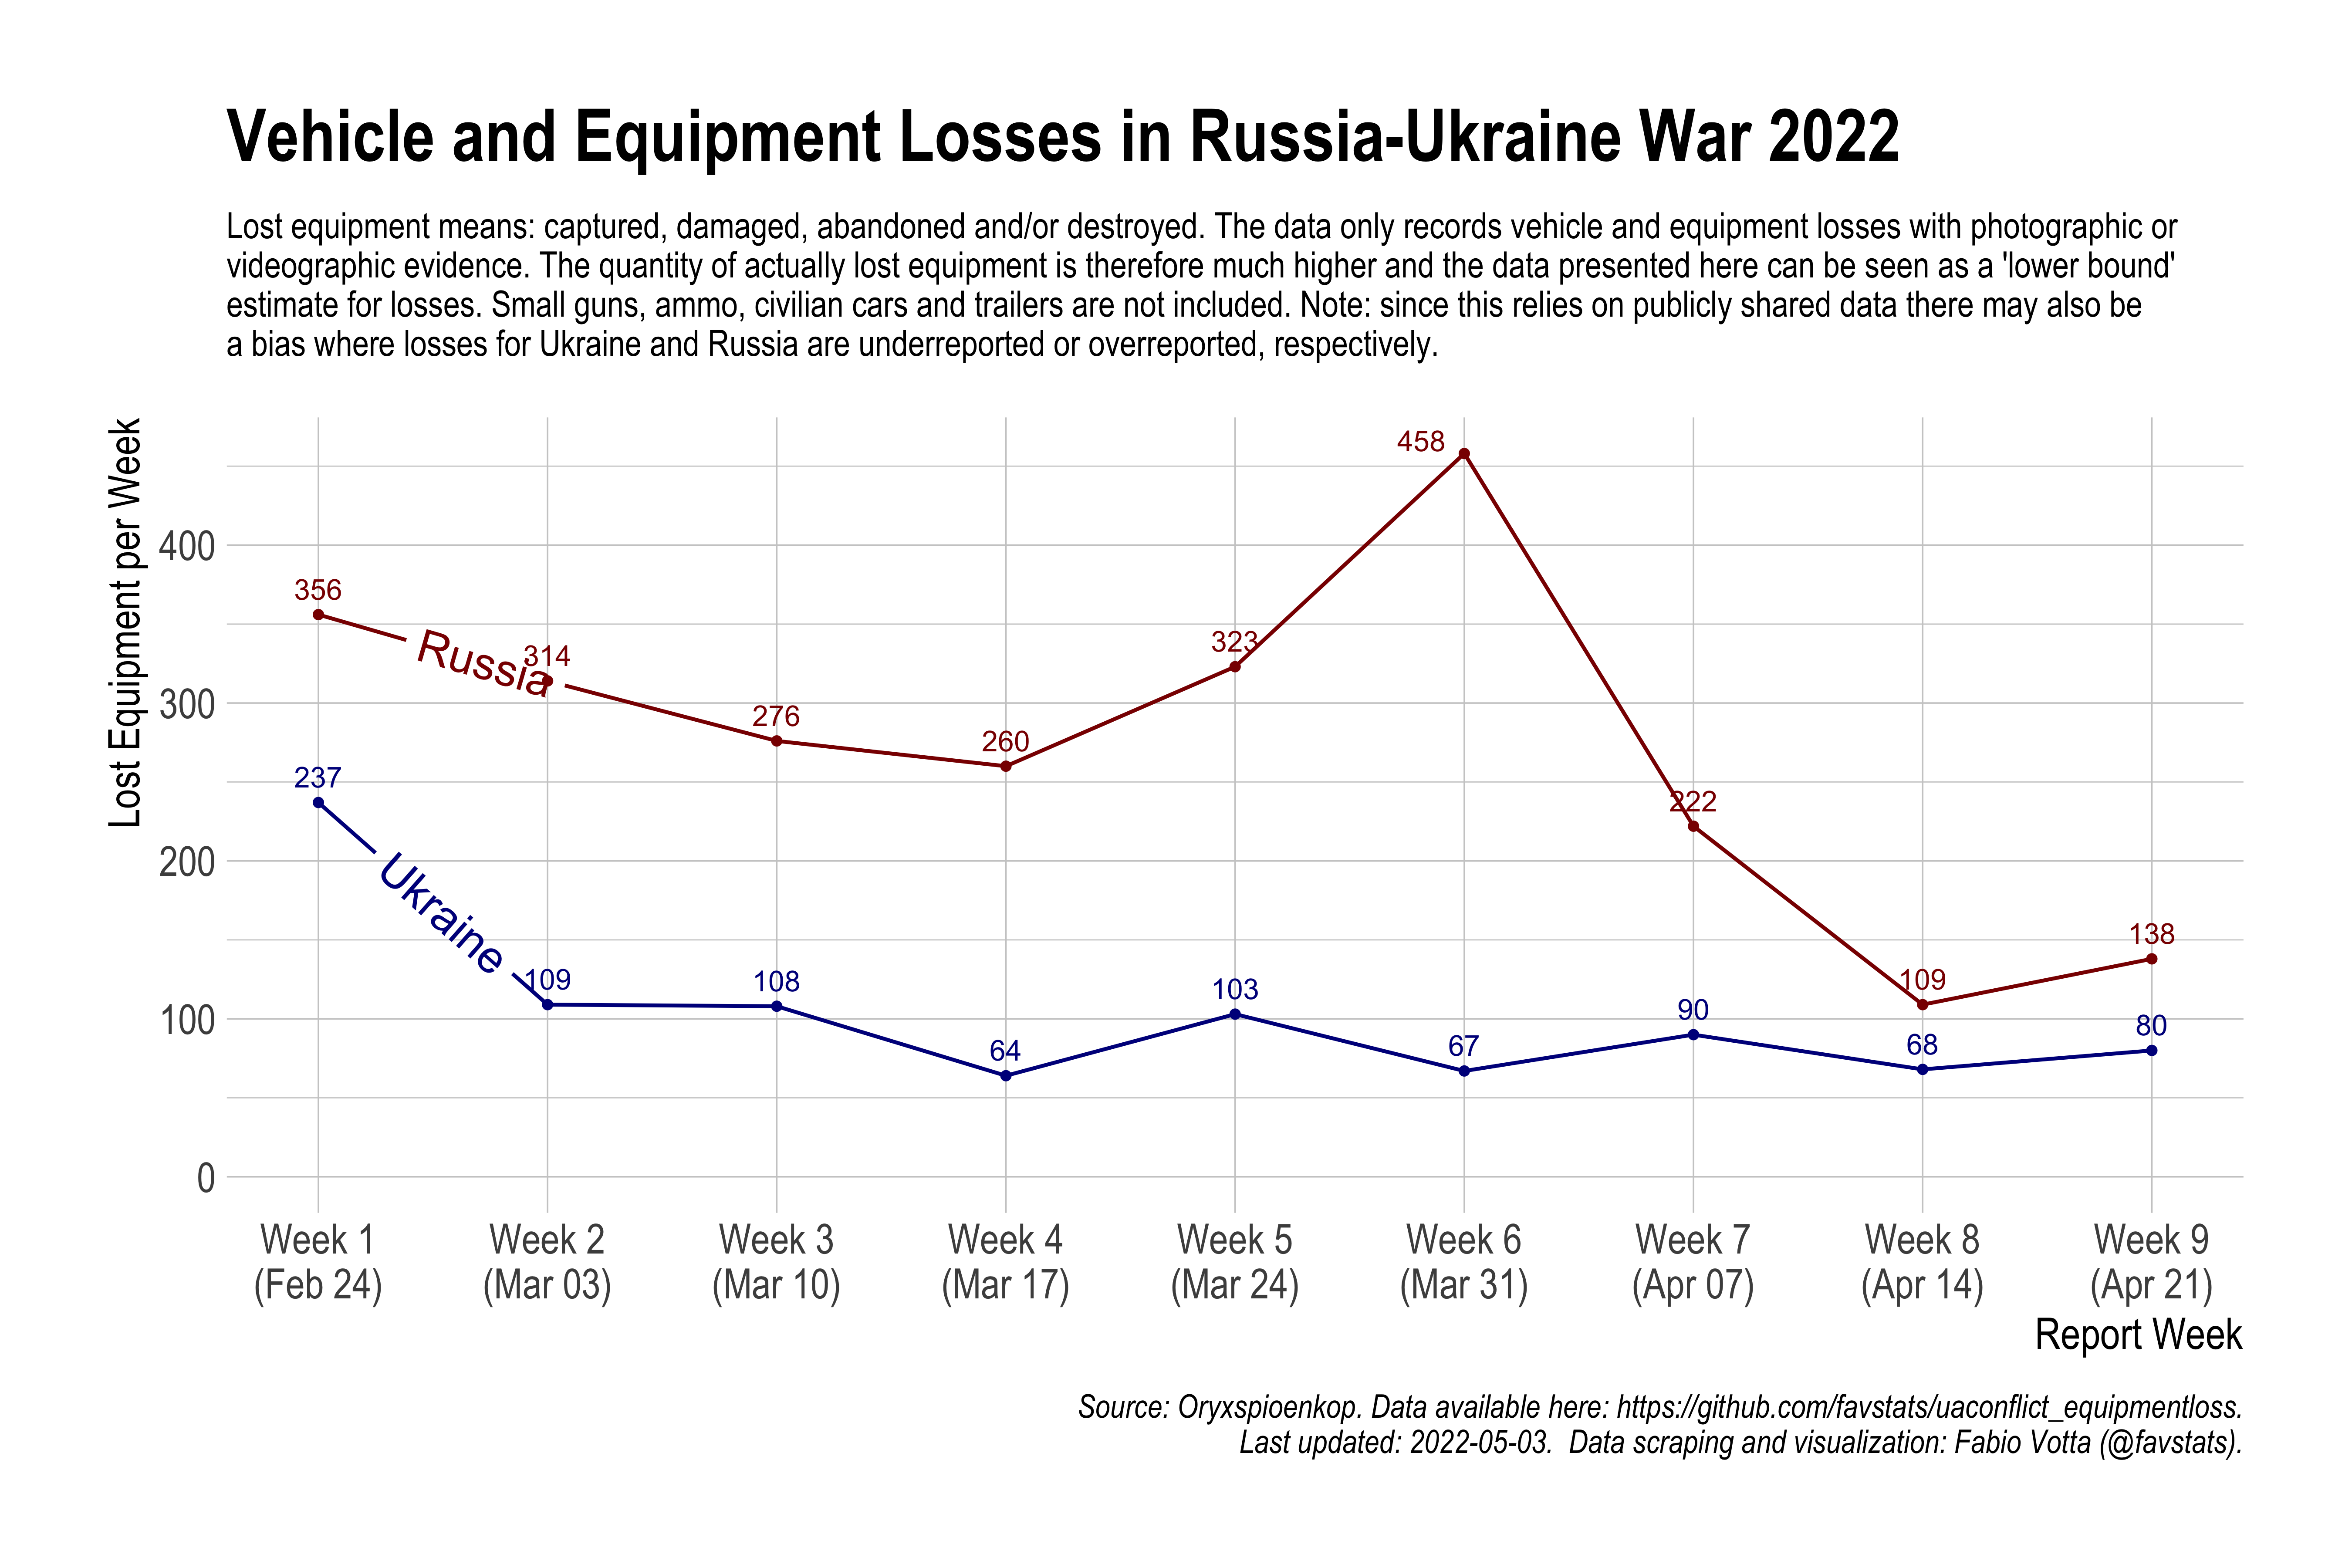 Vehicle and Equipment Losses in Russia-Ukraine War 2022
Lost equipment means: captured, damaged, abandoned and/or destroyed. The data only records vehicle and equipment losses with photographic or
videographic evidence. The quantity of actually lost equipment is therefore much higher and the data presented here can be seen as a 'lower bound'
estimate for losses. Small guns, ammo, civilian cars and trailers are not included. Note: since this relies on publicly shared data there may also be
a bias where losses for Ukraine and Russia are underreported or overreported, respectively.
Lost Equipment per Week
400
300
200
100
0
Russia
356
314
276
260
323
458
222
109
138
Ukraine
237
109
108
64
103
67
90
68
80
Week 1
(Feb 24)
Week 2
(Mar 03)
Week 3
(Mar 10)
Week 4
(Mar 17)
Week 5
(Mar 24)
Week 6
(Mar 31)
Week 7
(Apr 07)
Week 8
(Apr 14)
Week 9
(Apr 21)
Report Week
Source: Oryxspioenkop. Data available here: https://github.com/favstats/uaconflict_equipmentloss.
Last updated: 2022-05-03.  Data scraping and visualization: Fabio Votta (@favstats).